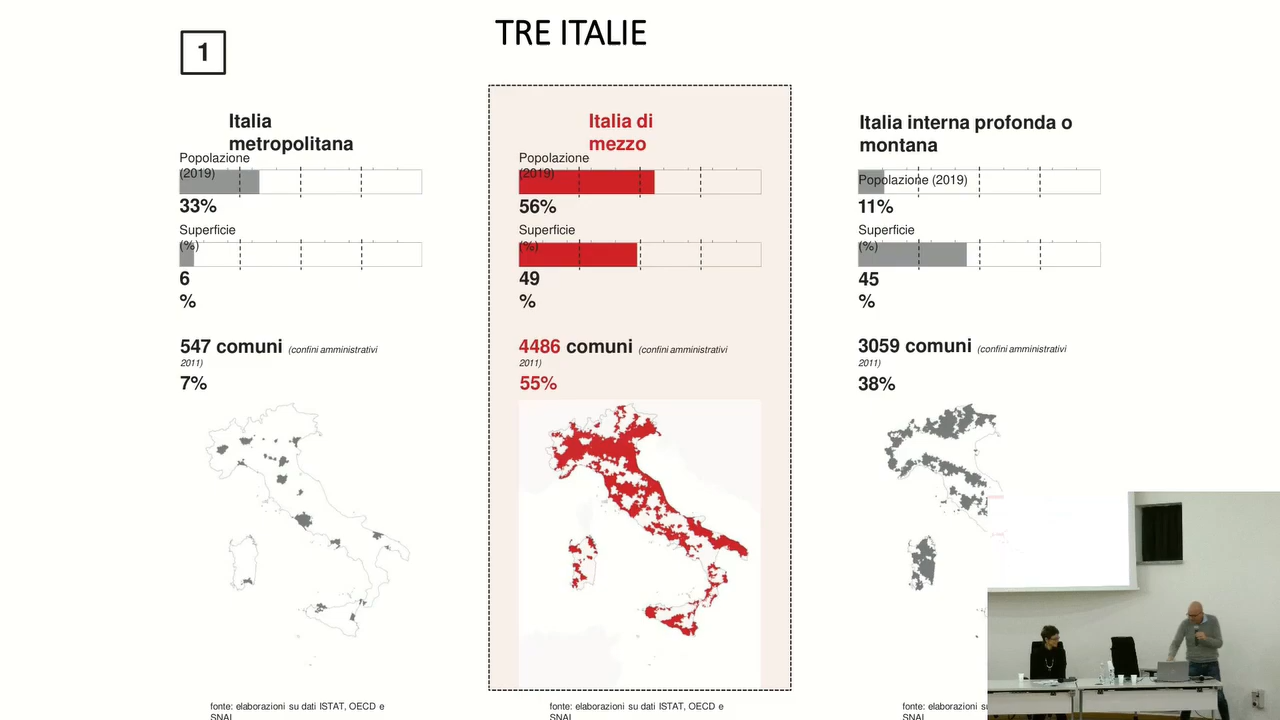 1
TRE ITALIE
Italia
metropolitana
Popolazione
(2019)
33%
Superficie
(%)
6
%
547 comuni (confini amministrativi
2011)
7%
fonte: elaborazioni su dati ISTAT, OECD e
SNAI
Italia di
mezzo
Popolazione
(2019)
56%
Superficie
(%)
49
%
4486 comuni (confini amministrativi
2011)
55%
fonte: elaborazioni su dati ISTAT, OECD e
SNAI
Italia interna profonda o
montana
Popolazione (2019)
11%
Superficie
(%)
45
%
3059 comuni (confini amministrativi
2011)
38%
fonte: elaborazioni su
SNAI